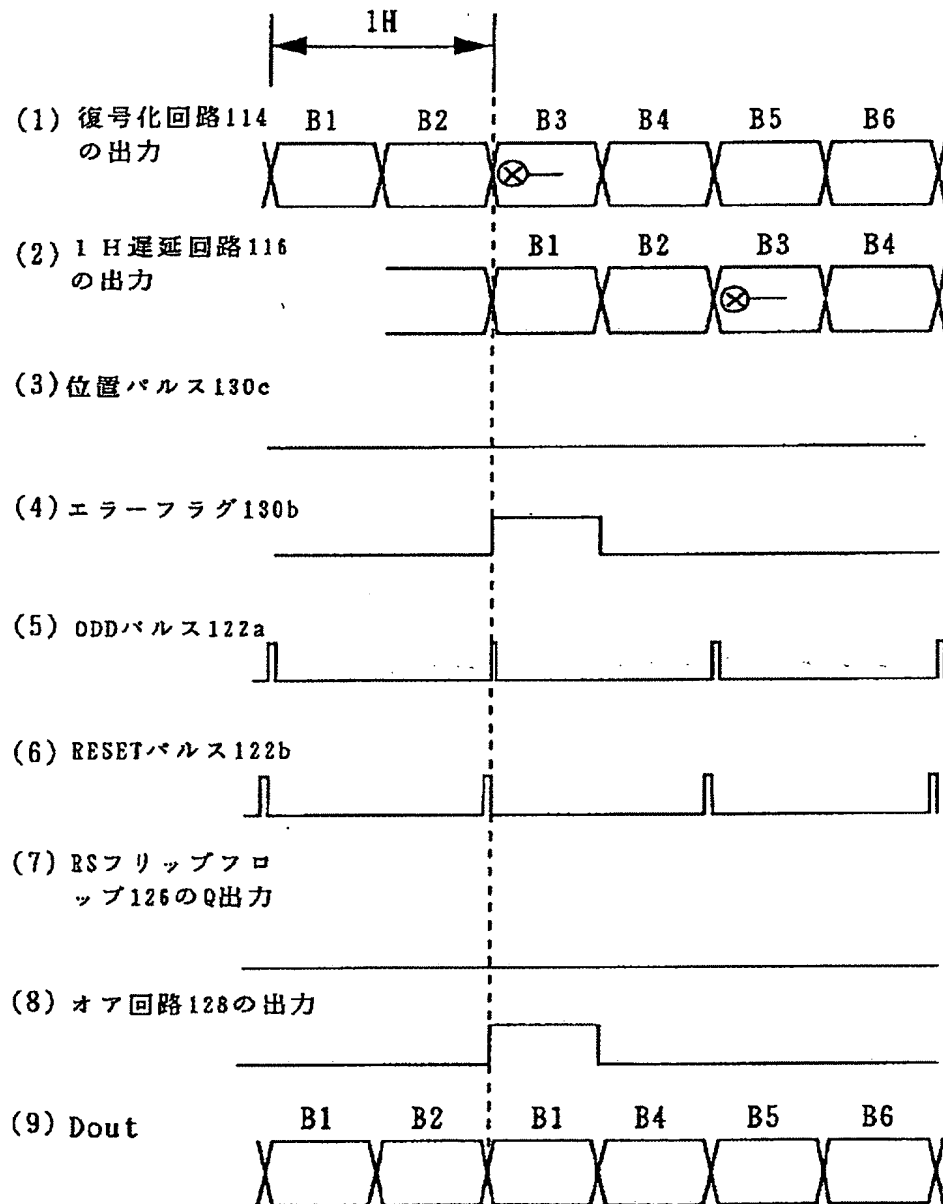 1H
(1) 復号化回路114
の出力
B1 B2 B3 B4 B5 B6
(2) 1H遅延回路116
の出力
B1 B2 B3 B4
(3) 位置パルス130c
(4) エラーフラグ130b
(5) ODDパルス122a
(6) RESETパルス122b
(7) RSフリップフロ
ップ126のQ出力
(8) オア回路128の出力
(9) Dout
B1 B2 B1 B4 B5 B6